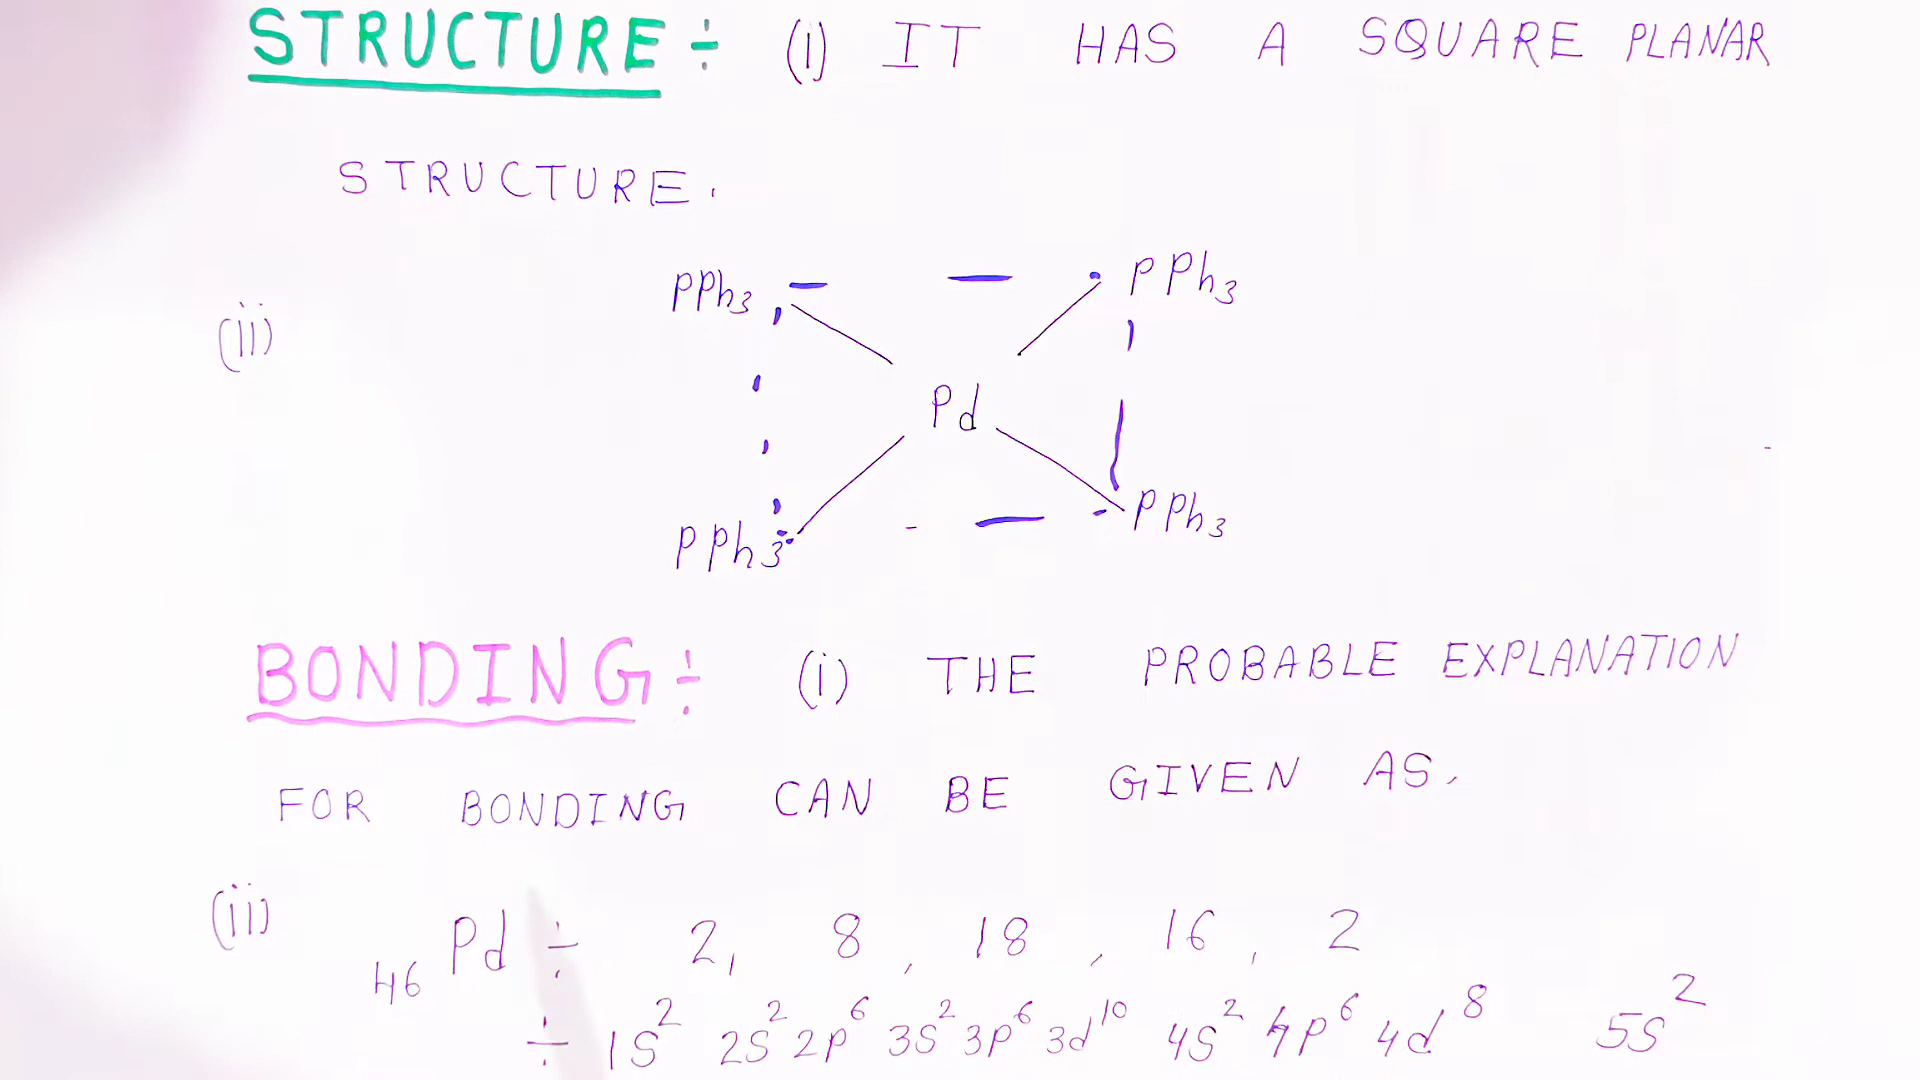 STRUCTURE ÷ (i) IT HAS A SQUARE PLANAR
STRUCTURE.
PPh3 PPh3
(ii)
Pd
PPh3 PPh3
BONDING ÷ (i) THE PROBABLE EXPLANATION
FOR BONDING CAN BE GIVEN AS.
(ii) 46Pd ÷ 2, 8, 18, 16, 2
÷ 1s² 2s² 2p⁶ 3s² 3p⁶ 3d¹⁰ 4s² 4p⁶ 4d⁸ 5s²